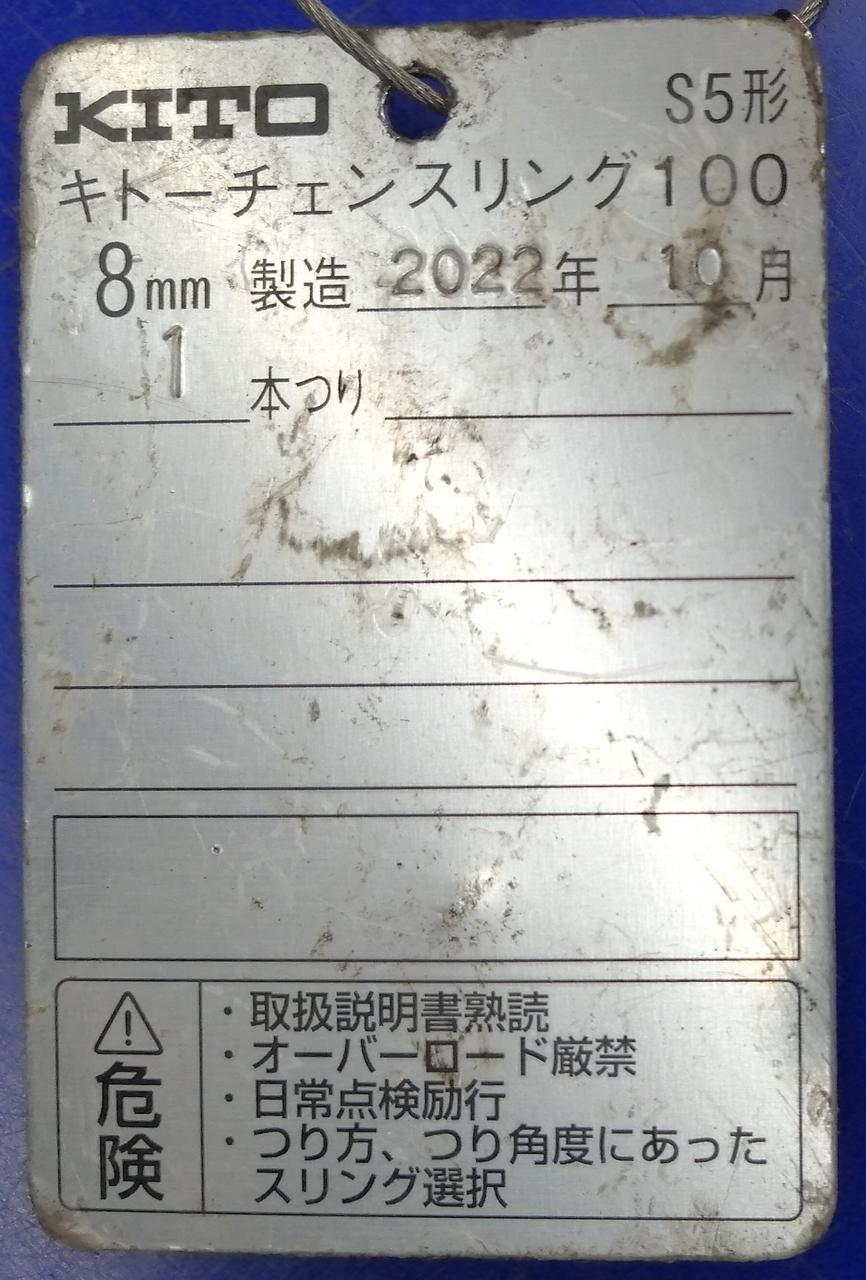 KITO S5形
キトーチェンスリング100
8mm 製造 2022年 10月
1 本つり
⚠ 危険
・取扱説明書熟読
・オーバーロード厳禁
・日常点検励行
・つり方、つり角度にあった
スリング選択